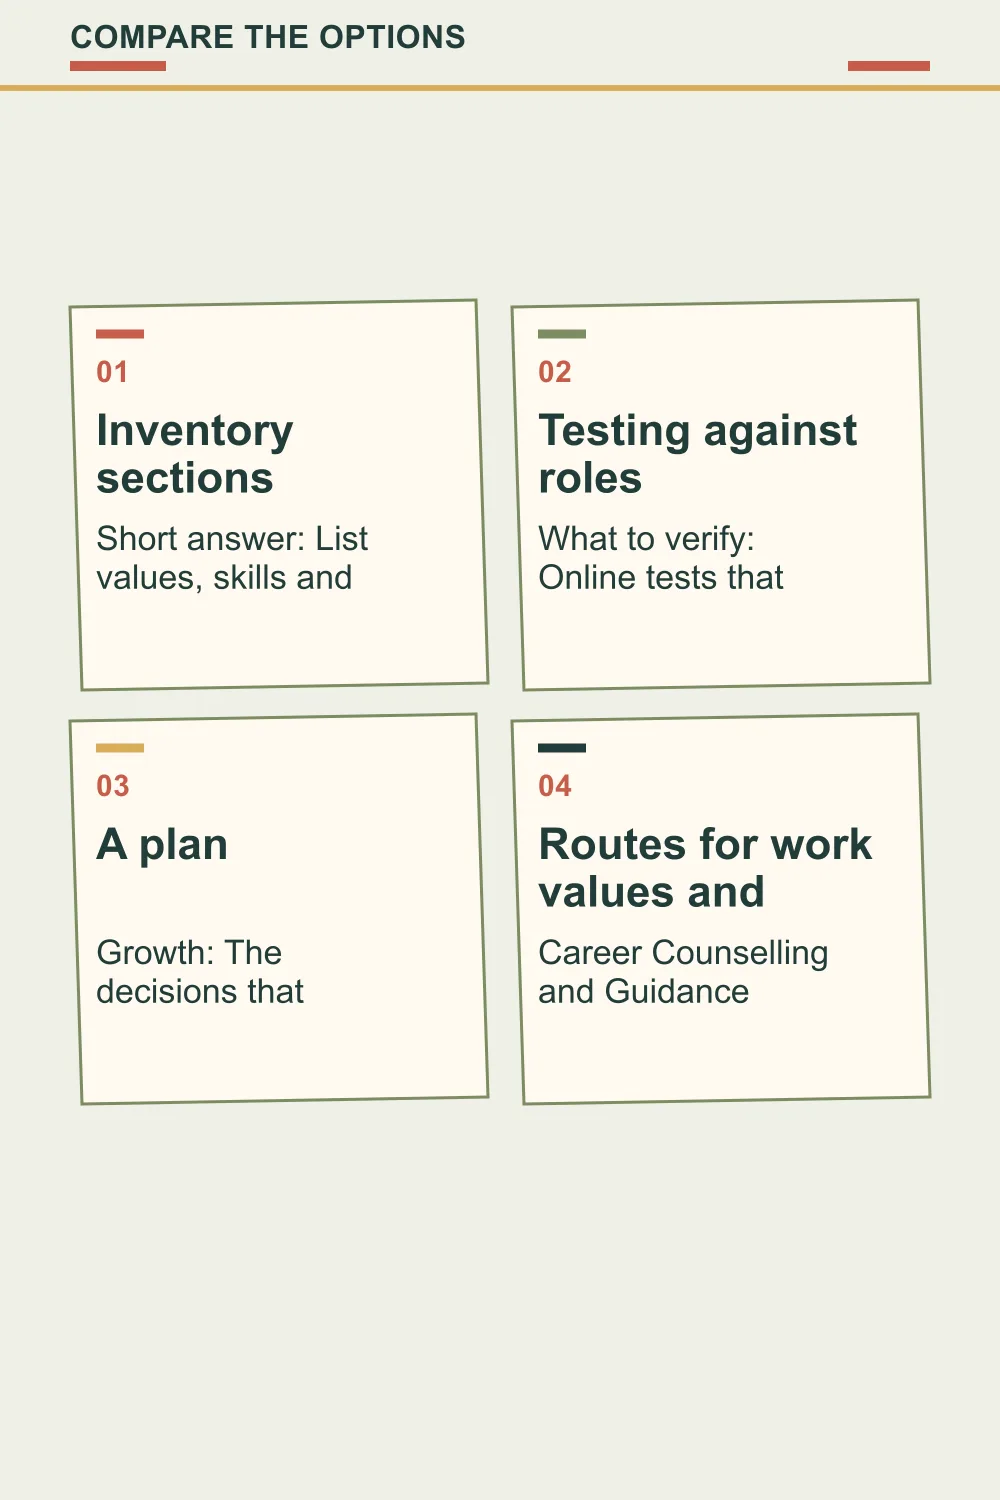 COMPARE THE OPTIONS
01
Inventory
sections
Short answer: List
values, skills and
02
Testing against
roles
What to verify:
Online tests that
03
A plan
Growth: The
decisions that
04
Routes for work
values and
Career Counselling
and Guidance